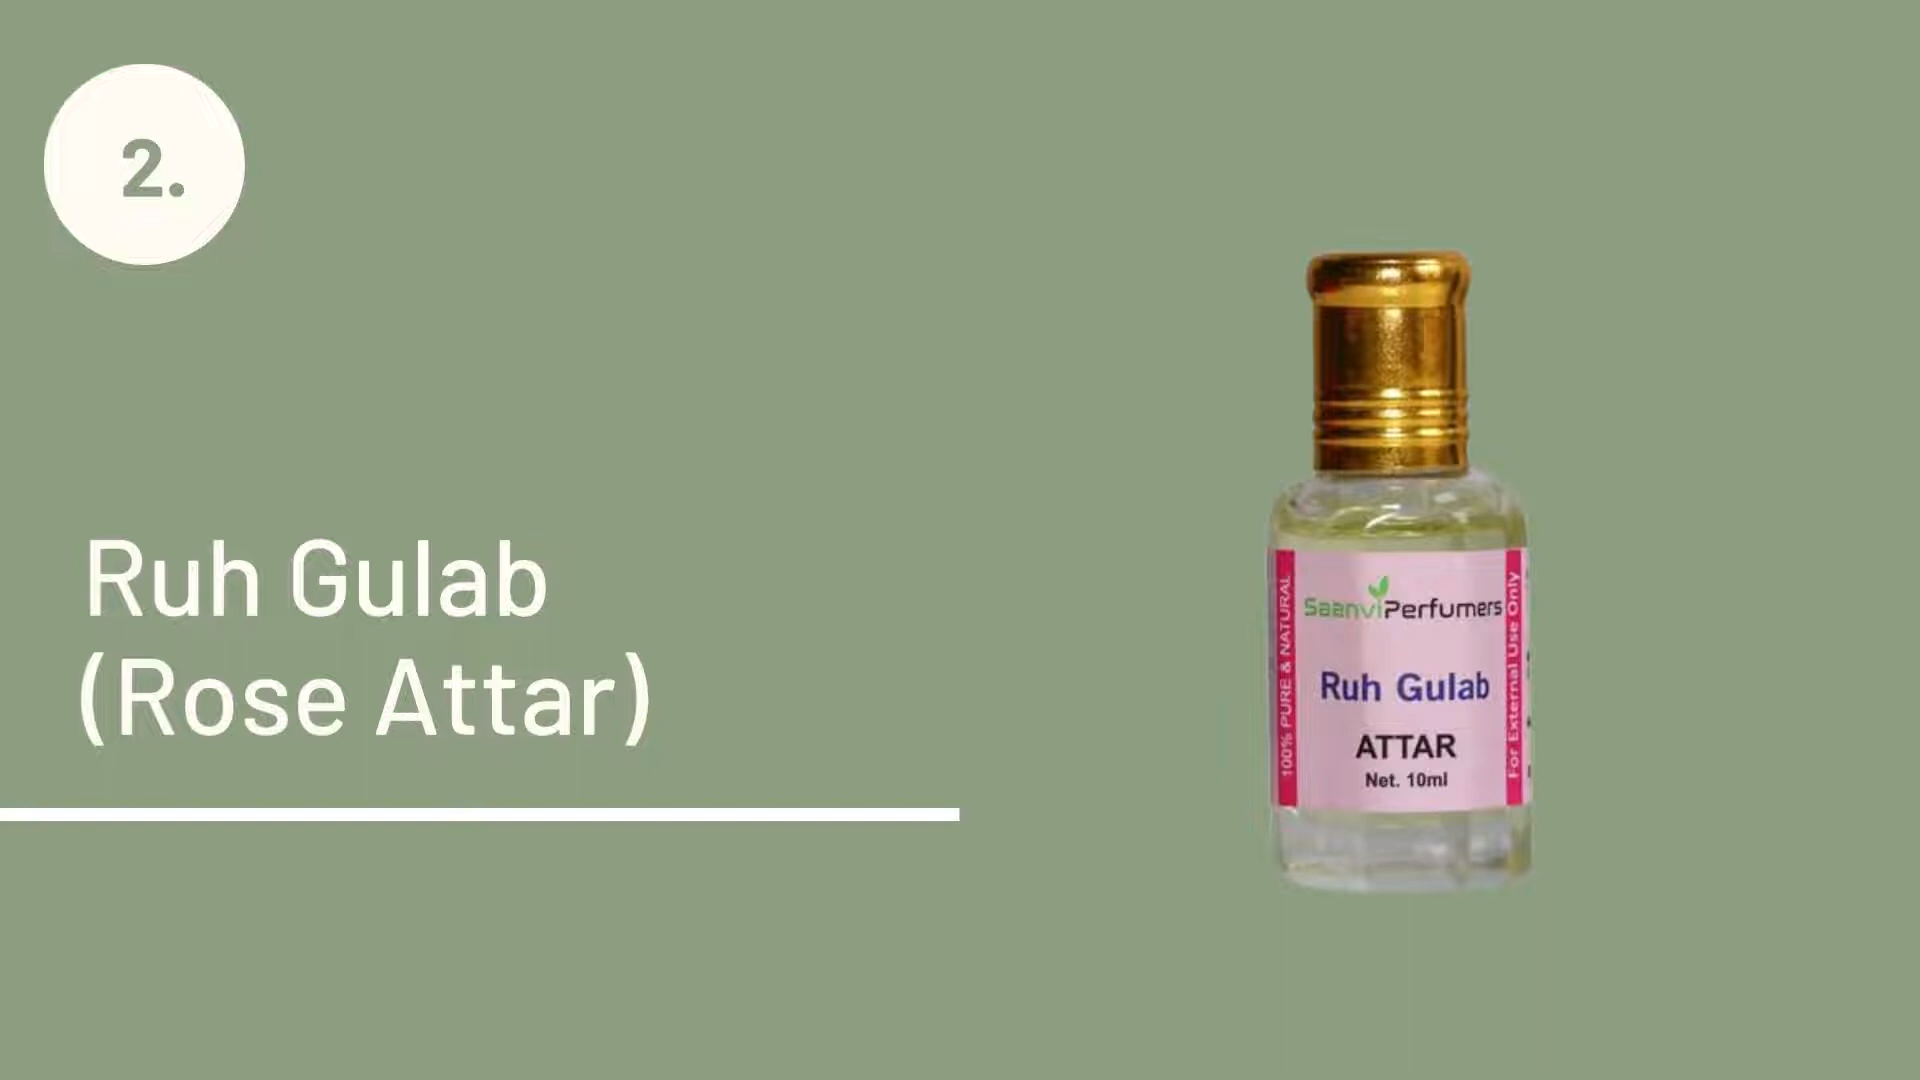 2.
Ruh Gulab
(Rose Attar)
100% PURE & NATURAL
SaanviPerfumers
Ruh Gulab
ATTAR
Net. 10ml
For External Use Only